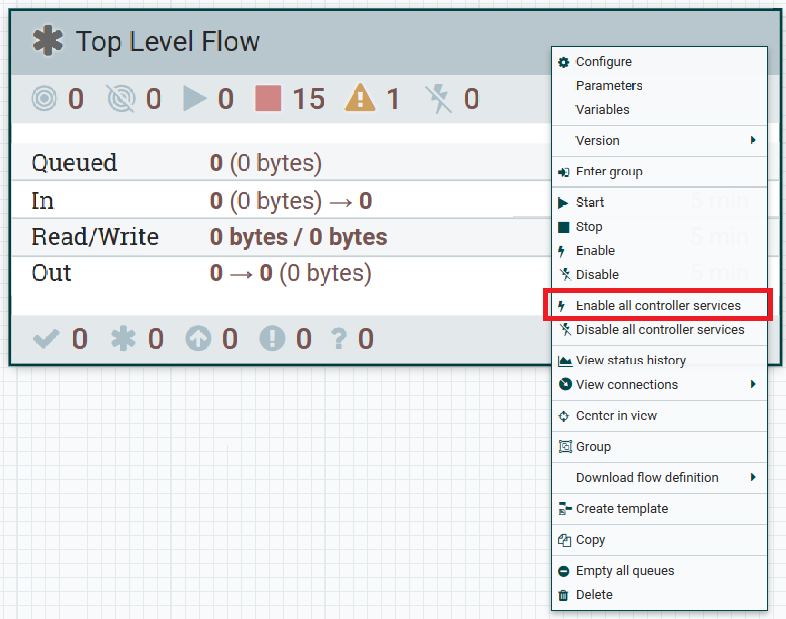 Top Level Flow
0 0 0 15 1 0
Queued 0 (0 bytes)
In 0 (0 bytes) → 0 5 min
Read/Write 0 bytes / 0 bytes 5 min
Out 0 → 0 (0 bytes) 5 min
0 0 0 0 ? 0
Configure
Parameters
Variables
Version
Enter group
Start
Stop
Enable
Disable
Enable all controller services
Disable all controller services
View status history
View connections
Center in view
Group
Download flow definition
Create template
Copy
Empty all queues
Delete